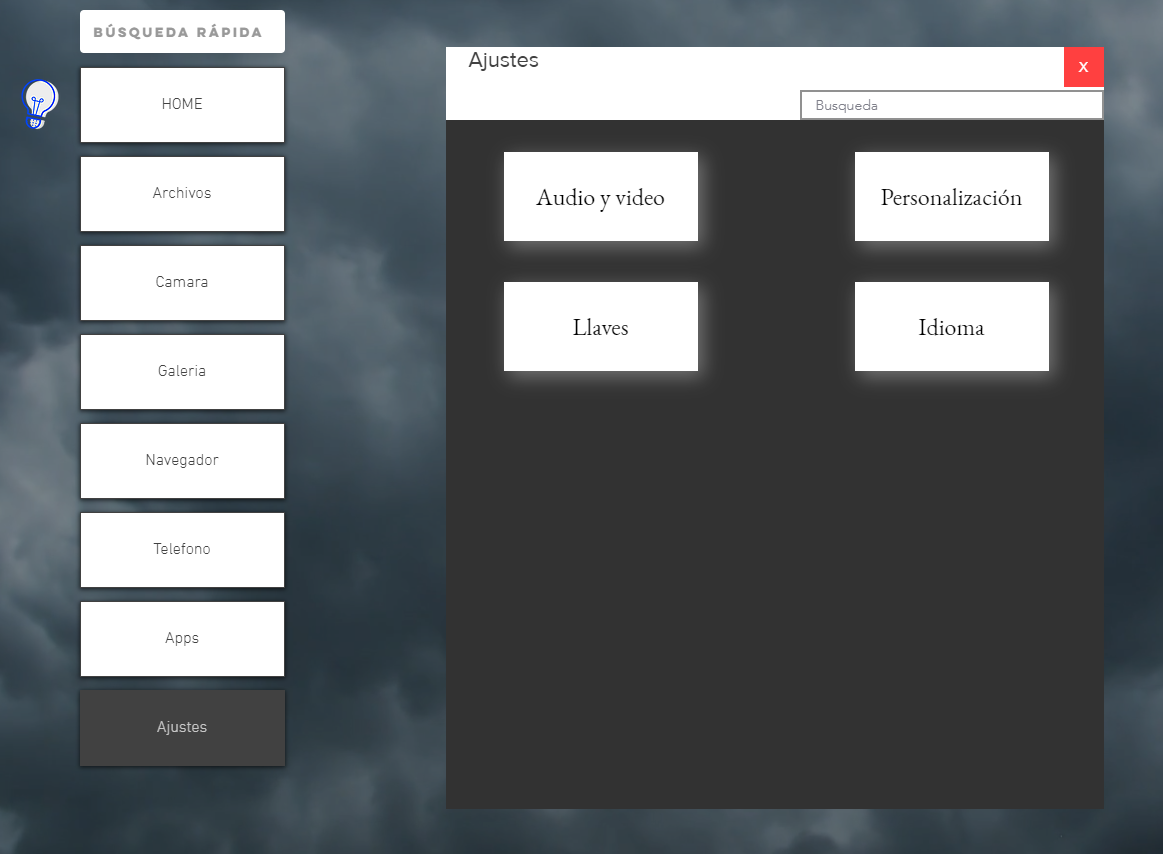 BÚSQUEDA RÁPIDA
HOME
Archivos
Camara
Galeria
Navegador
Telefono
Apps
Ajustes
Ajustes
X
Busqueda
Audio y video
Personalización
Llaves
Idioma